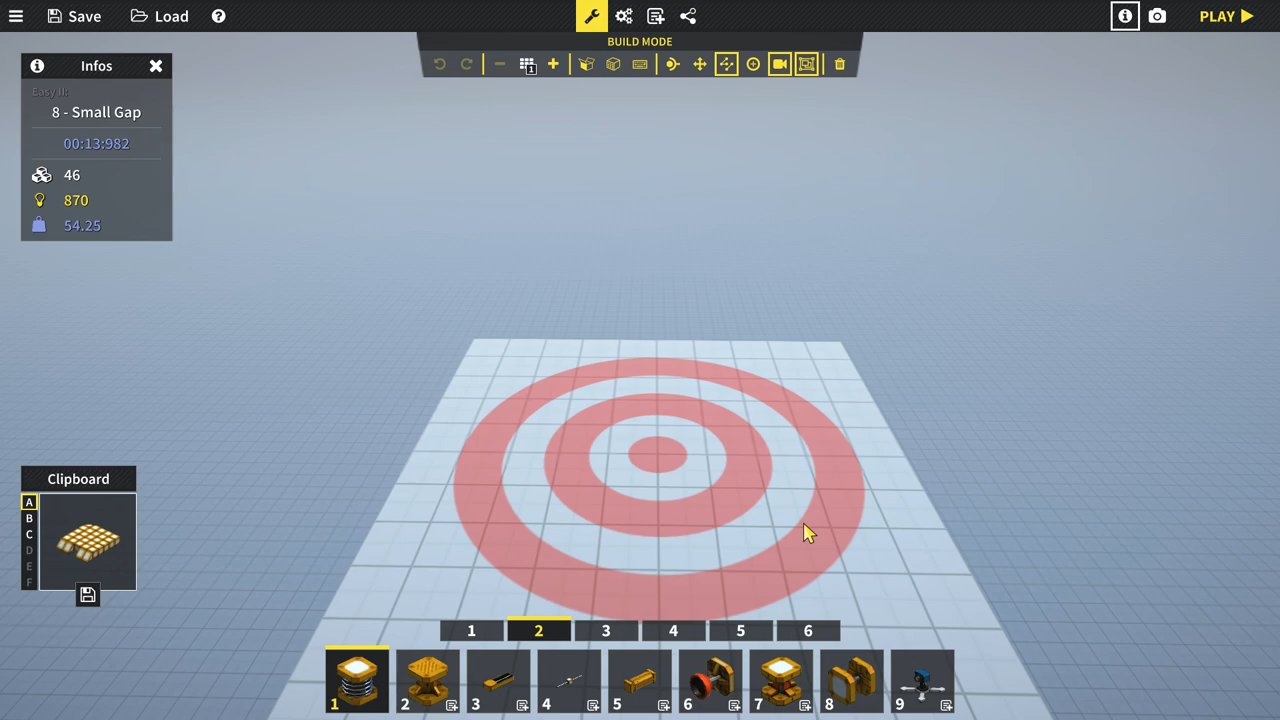 Save
Load
PLAY
BUILD MODE
1
Infos
Easy II:
8 - Small Gap
00:13:982
46
870
54.25
Clipboard
A
B
C
D
E
F
1 2 3 4 5 6
1 2 3 4 5 6 7 8 9